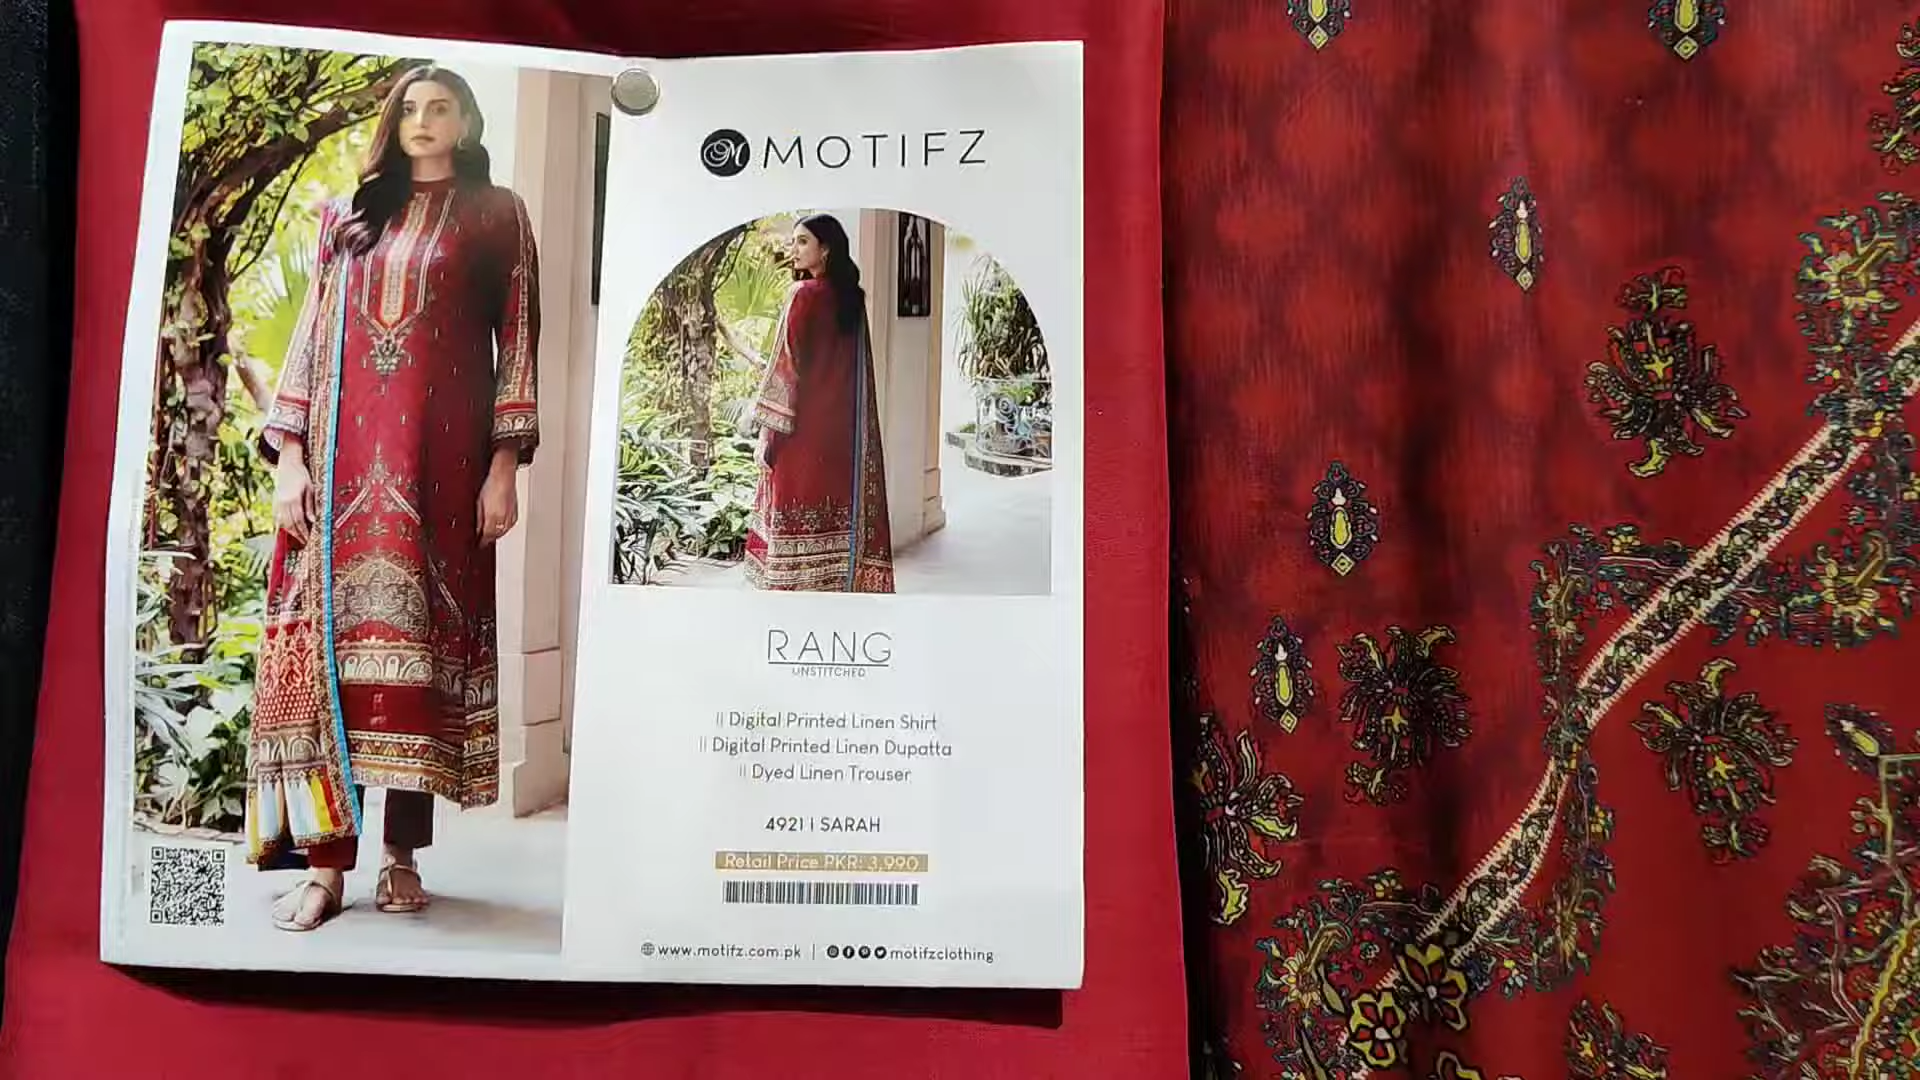 M MOTIFZ
RANG
UNSTITCHED
|| Digital Printed Linen Shirt
|| Digital Printed Linen Dupatta
|| Dyed Linen Trouser
4921 | SARAH
Retail Price PKR: 3,990
www.motifz.com.pk | motifzclothing